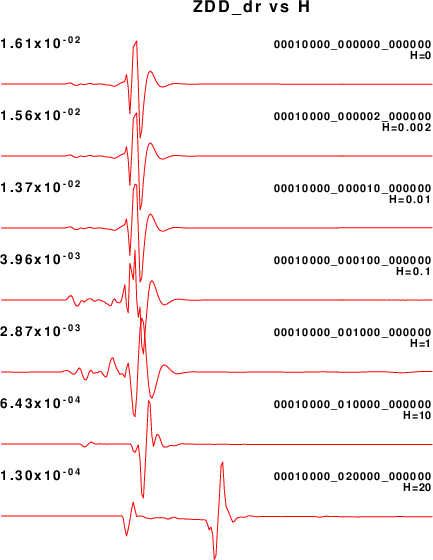 ZDD_dr vs H
1.61x10-02 00010000_000000_000000
H=0
1.56x10-02 00010000_000002_000000
H=0.002
1.37x10-02 00010000_000010_000000
H=0.01
3.96x10-03 00010000_000100_000000
H=0.1
2.87x10-03 00010000_001000_000000
H=1
6.43x10-04 00010000_010000_000000
H=10
1.30x10-04 00010000_020000_000000
H=20